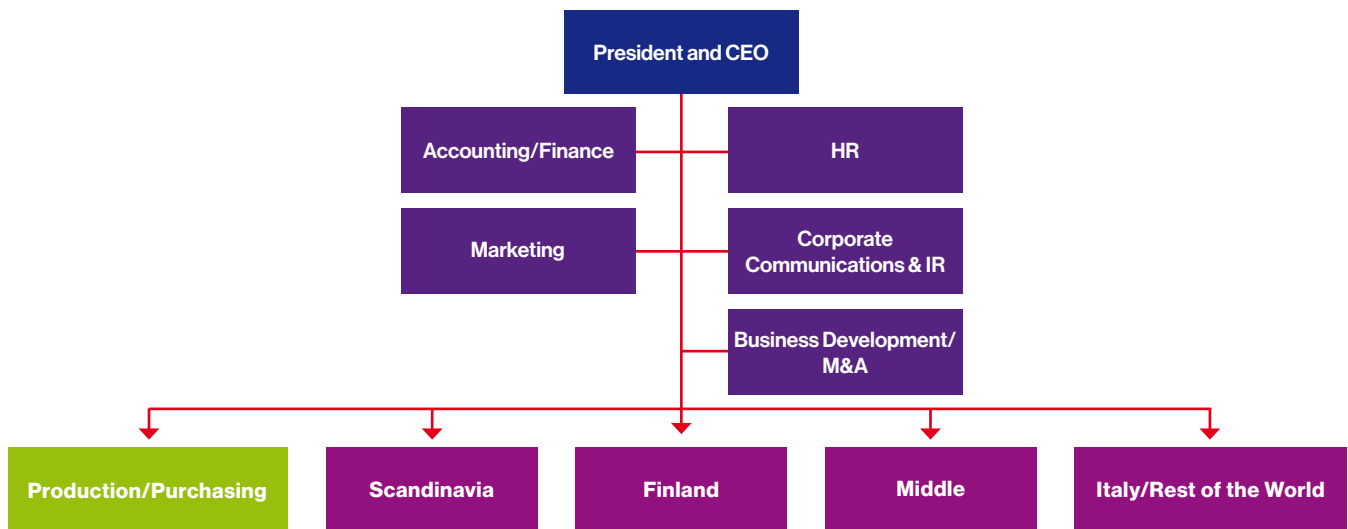 President and CEO
Accounting/Finance
HR
Marketing
Corporate
Communications & IR
Business Development/
M&A
Production/Purchasing
Scandinavia
Finland
Middle
Italy/Rest of the World